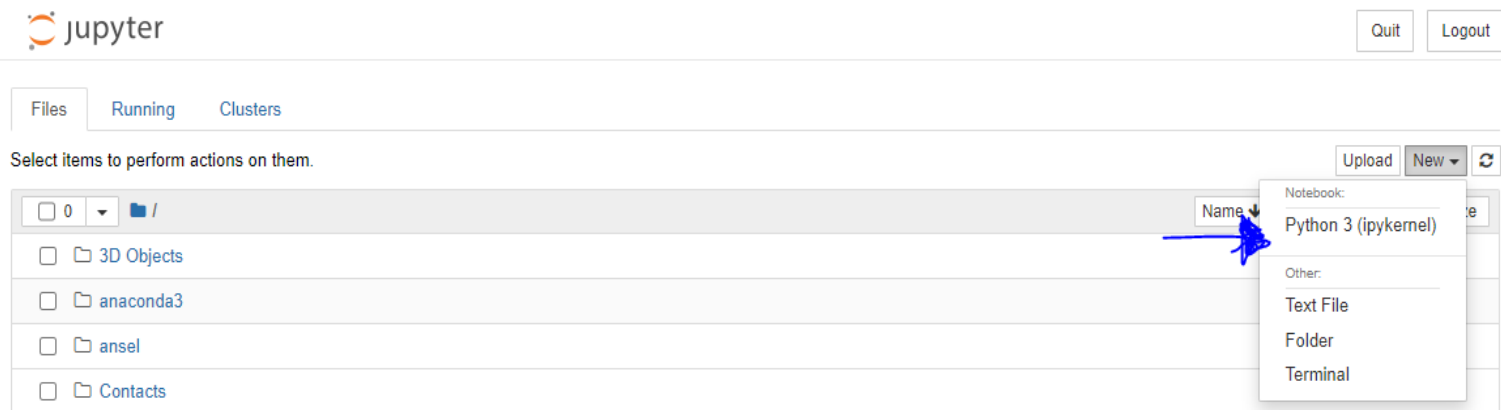 jupyter
Quit Logout
Files Running Clusters
Select items to perform actions on them.
Upload New
0 /
Name
Notebook:
Python 3 (ipykernel)
3D Objects
Other:
anaconda3
Text File
ansel
Folder
Terminal
Contacts